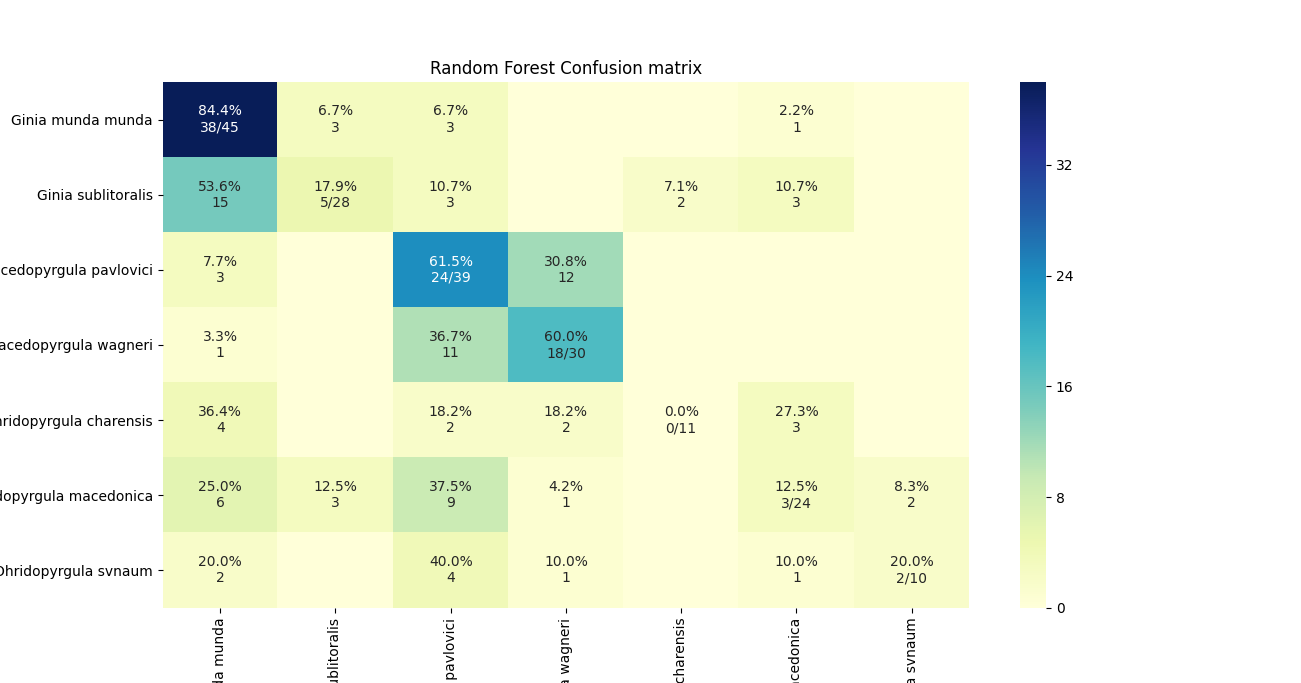 Random Forest Confusion matrix
Ginia munda munda
84.4% 6.7% 6.7% 2.2%
38/45 3 3 1
Ginia sublitoralis
53.6% 17.9% 10.7% 7.1% 10.7%
15 5/28 3 2 3
cedopyrgula pavlovici
7.7% 61.5% 30.8%
3 24/39 12
acedopyrgula wagneri
3.3% 36.7% 60.0%
1 11 18/30
hridopyrgula charensis
36.4% 18.2% 18.2% 0.0% 27.3%
4 2 2 0/11 3
dopyrgula macedonica
25.0% 12.5% 37.5% 4.2% 12.5% 8.3%
6 3 9 1 3/24 2
Ohridopyrgula svnaum
20.0% 40.0% 10.0% 10.0% 20.0%
2 4 1 1 2/10
da munda
ublitoralis
pavlovici
a wagneri
charensis
cedonica
a svnaum
32
24
16
8
0